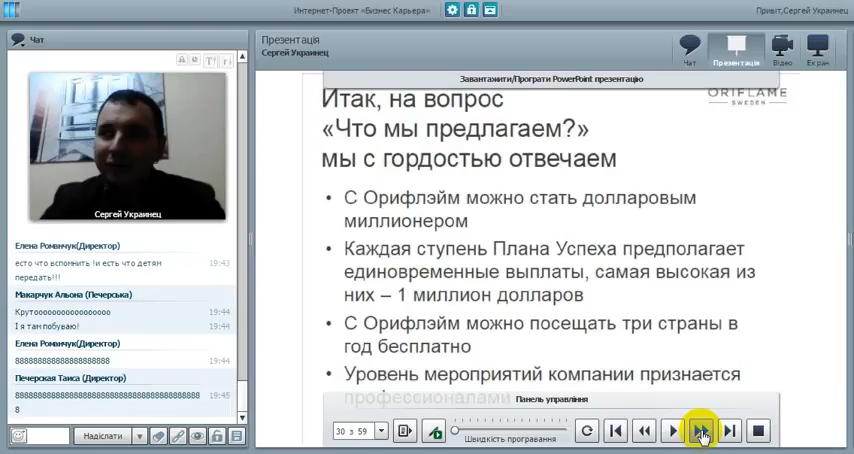 Интернет-Проект «Бизнес Карьера»
Привіт,Сергей Украинец
Чат
Сергей Украинец
Елена Романчук(Директор)
есто что вспомнить !и есть что детям 19:43
передать!!!
Макарчук Альона (Печерська)
Крутооооооооооооооо 19:44
І я там побуваю! 19:44
Елена Романчук(Директор)
8888888888888888888 19:44
Печерская Таиса (Директор)
88888888888888888888888888888888888 19:45
8
Надіслати
Презентація
Сергей Украинец
Чат
Презентація
Відео
Екран
Завантажити/Програти PowerPoint презентацію
ORIFLAME
SWEDEN
Итак, на вопрос
«Что мы предлагаем?»
мы с гордостью отвечаем
• С Орифлэйм можно стать долларовым
миллионером
• Каждая ступень Плана Успеха предполагает
единовременные выплаты, самая высокая из
них – 1 миллион долларов
• С Орифлэйм можно посещать три страны в
год бесплатно
• Уровень мероприятий компании признается
профессионалами
Панель управління
30 з 59
Швидкість програвання